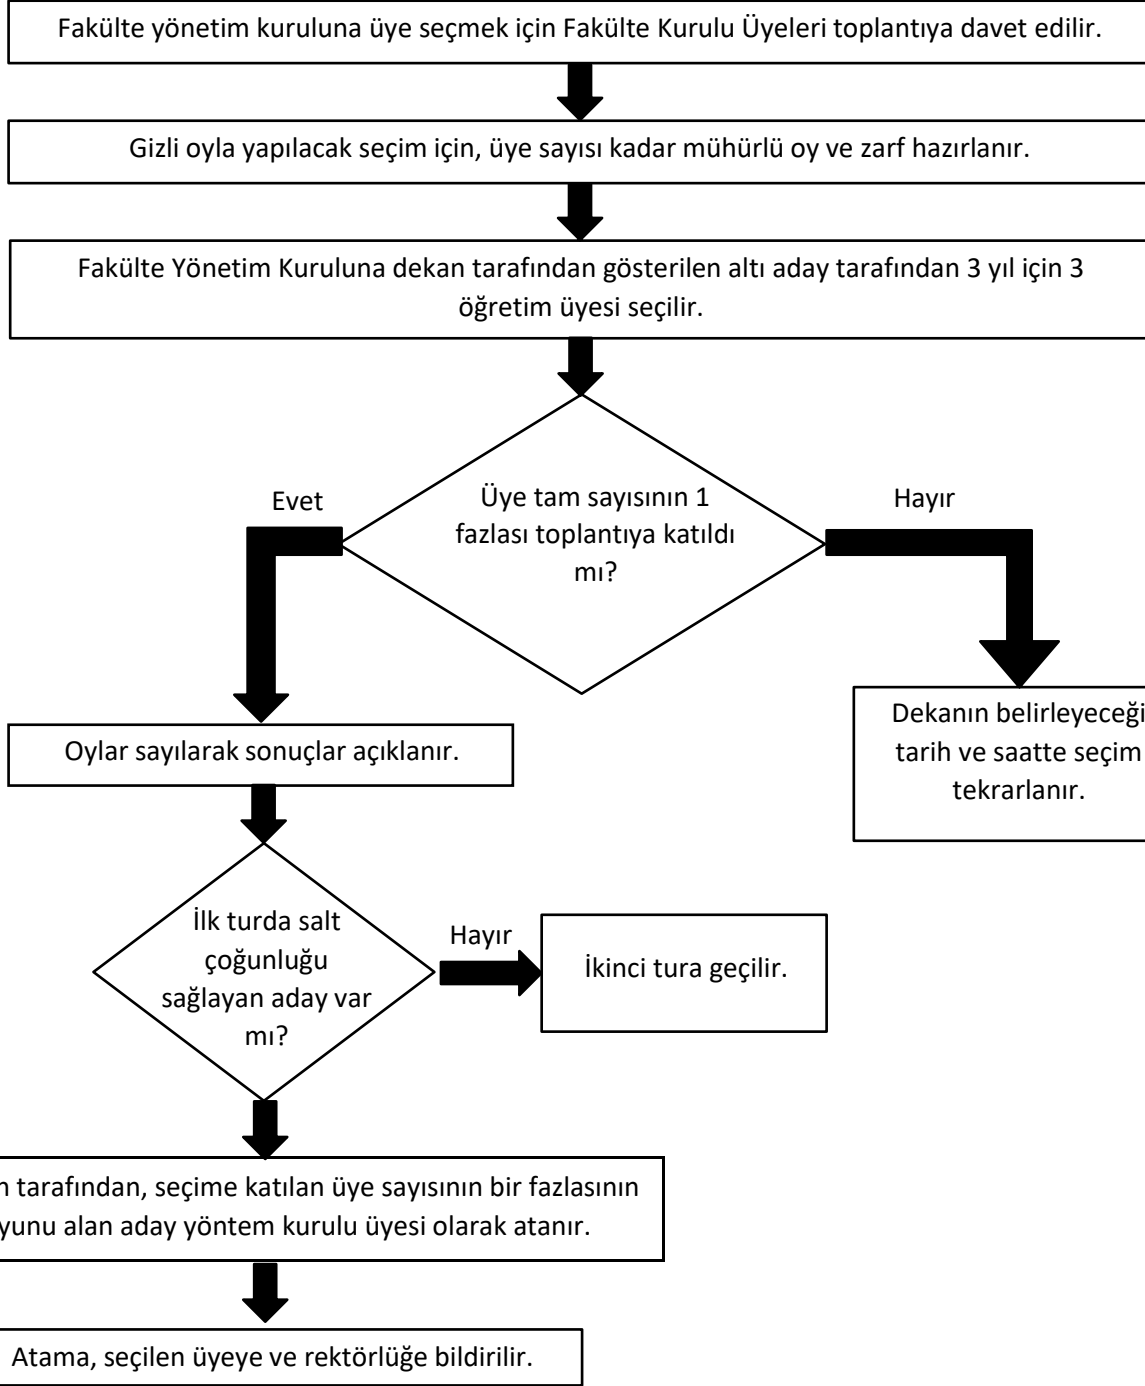 Fakülte yönetim kuruluna üye seçmek için Fakülte Kurulu Üyeleri toplantıya davet edilir.
Gizli oyla yapılacak seçim için, üye sayısı kadar mühürlü oy ve zarf hazırlanır.
Fakülte Yönetim Kuruluna dekan tarafından gösterilen altı aday tarafından 3 yıl için 3
öğretim üyesi seçilir.
Üye tam sayısının 1
fazlası toplantıya katıldı
mı?
Evet
Hayır
Dekanın belirleyeceği
tarih ve saatte seçim
tekrarlanır.
Oylar sayılarak sonuçlar açıklanır.
İlk turda salt
çoğunluğu
sağlayan aday var
mı?
Hayır
İkinci tura geçilir.
tarafından, seçime katılan üye sayısının bir fazlasının
alan aday yöntem kurulu üyesi olarak atanır.
Atama, seçilen üyeye ve rektörlüğe bildirilir.